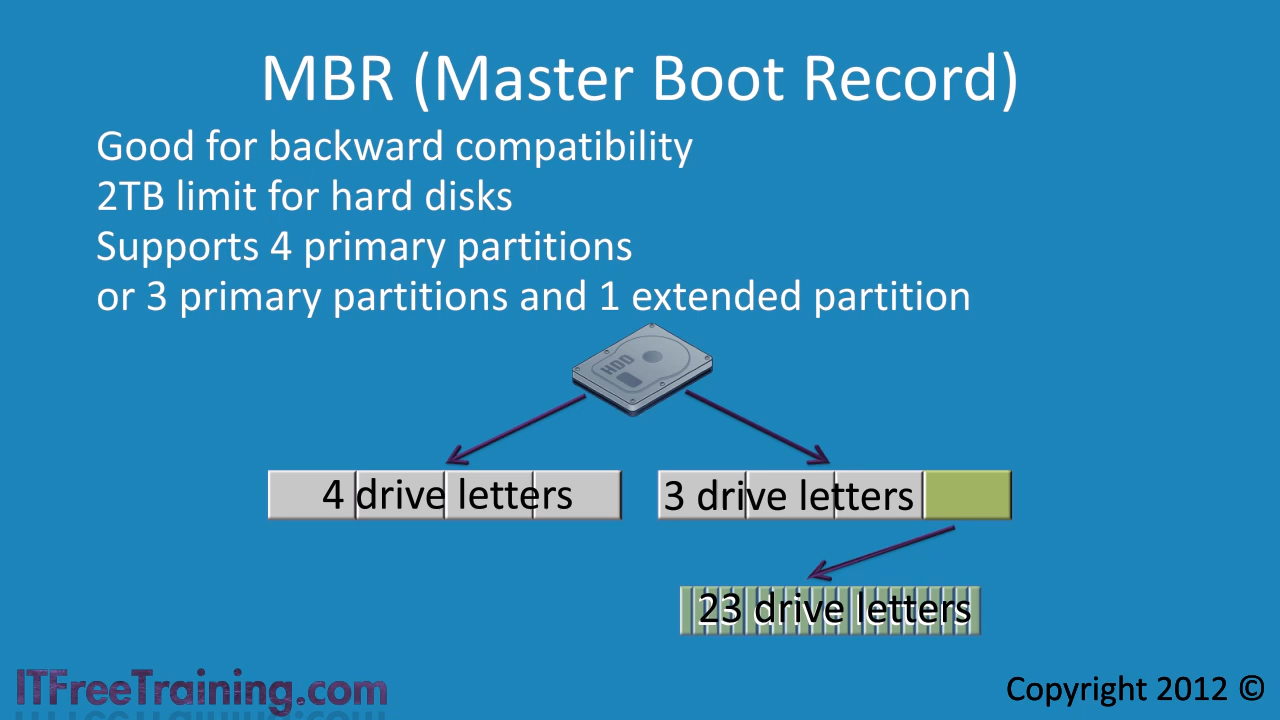 MBR (Master Boot Record)
Good for backward compatibility
2TB limit for hard disks
Supports 4 primary partitions
or 3 primary partitions and 1 extended partition
HDD
4 drive letters
3 drive letters
23 drive letters
ITFreeTraining.com
Copyright 2012 ©